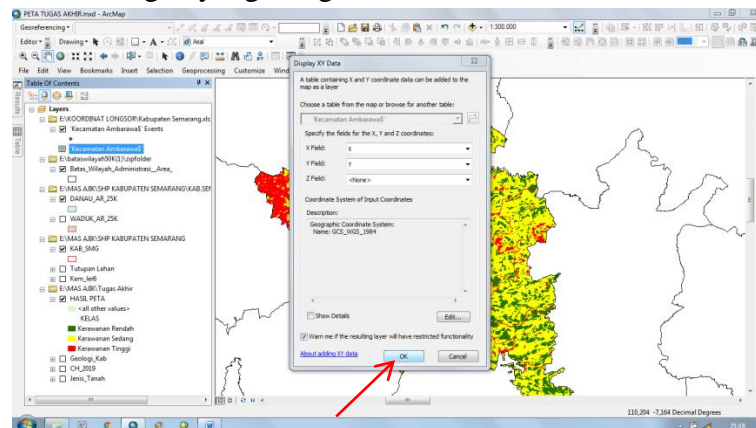 PETA TUGAS AKHIR.mxd - ArcMap
Georeferencing
1:300.000
Editor
Drawing
A
Arial
File Edit View Bookmarks Insert Selection Geoprocessing Customize Wind
Table Of Contents
Results
Table
Layers
E:\KOORDINAT LONGSOR\Kabupaten Semarang.xls
'Kecamatan Ambarawa$' Events
'Kecamatan Ambarawa$'
E:\bataswilayah50K(1)\zipfolder
Batas_Wilayah_Administrasi__Area_
E:\MAS AJIK\SHP KABUPATEN SEMARANG\KAB.SEM
DANAU_AR_25K
WADUK_AR_25K
E:\MAS AJIK\SHP KABUPATEN SEMARANG
KAB_SMG
Tutupan Lahan
Kem_ler6
E:\MAS AJIK\Tugas Akhir
HASIL PETA
<all other values>
KELAS
Kerawanan Rendah
Kerawanan Sedang
Kerawanan Tinggi
Geologi_Kab
CH_2019
Jenis_Tanah
Display XY Data
A table containing X and Y coordinate data can be added to the
map as a layer
Choose a table from the map or browse for another table:
'Kecamatan Ambarawa$'
Specify the fields for the X, Y and Z coordinates:
X Field: X
Y Field: Y
Z Field: <None>
Coordinate System of Input Coordinates
Description:
Geographic Coordinate System:
Name: GCS_WGS_1984
Show Details
Edit...
Warn me if the resulting layer will have restricted functionality
About adding XY data
OK
Cancel
110,204 -7,164 Decimal Degrees
21:16